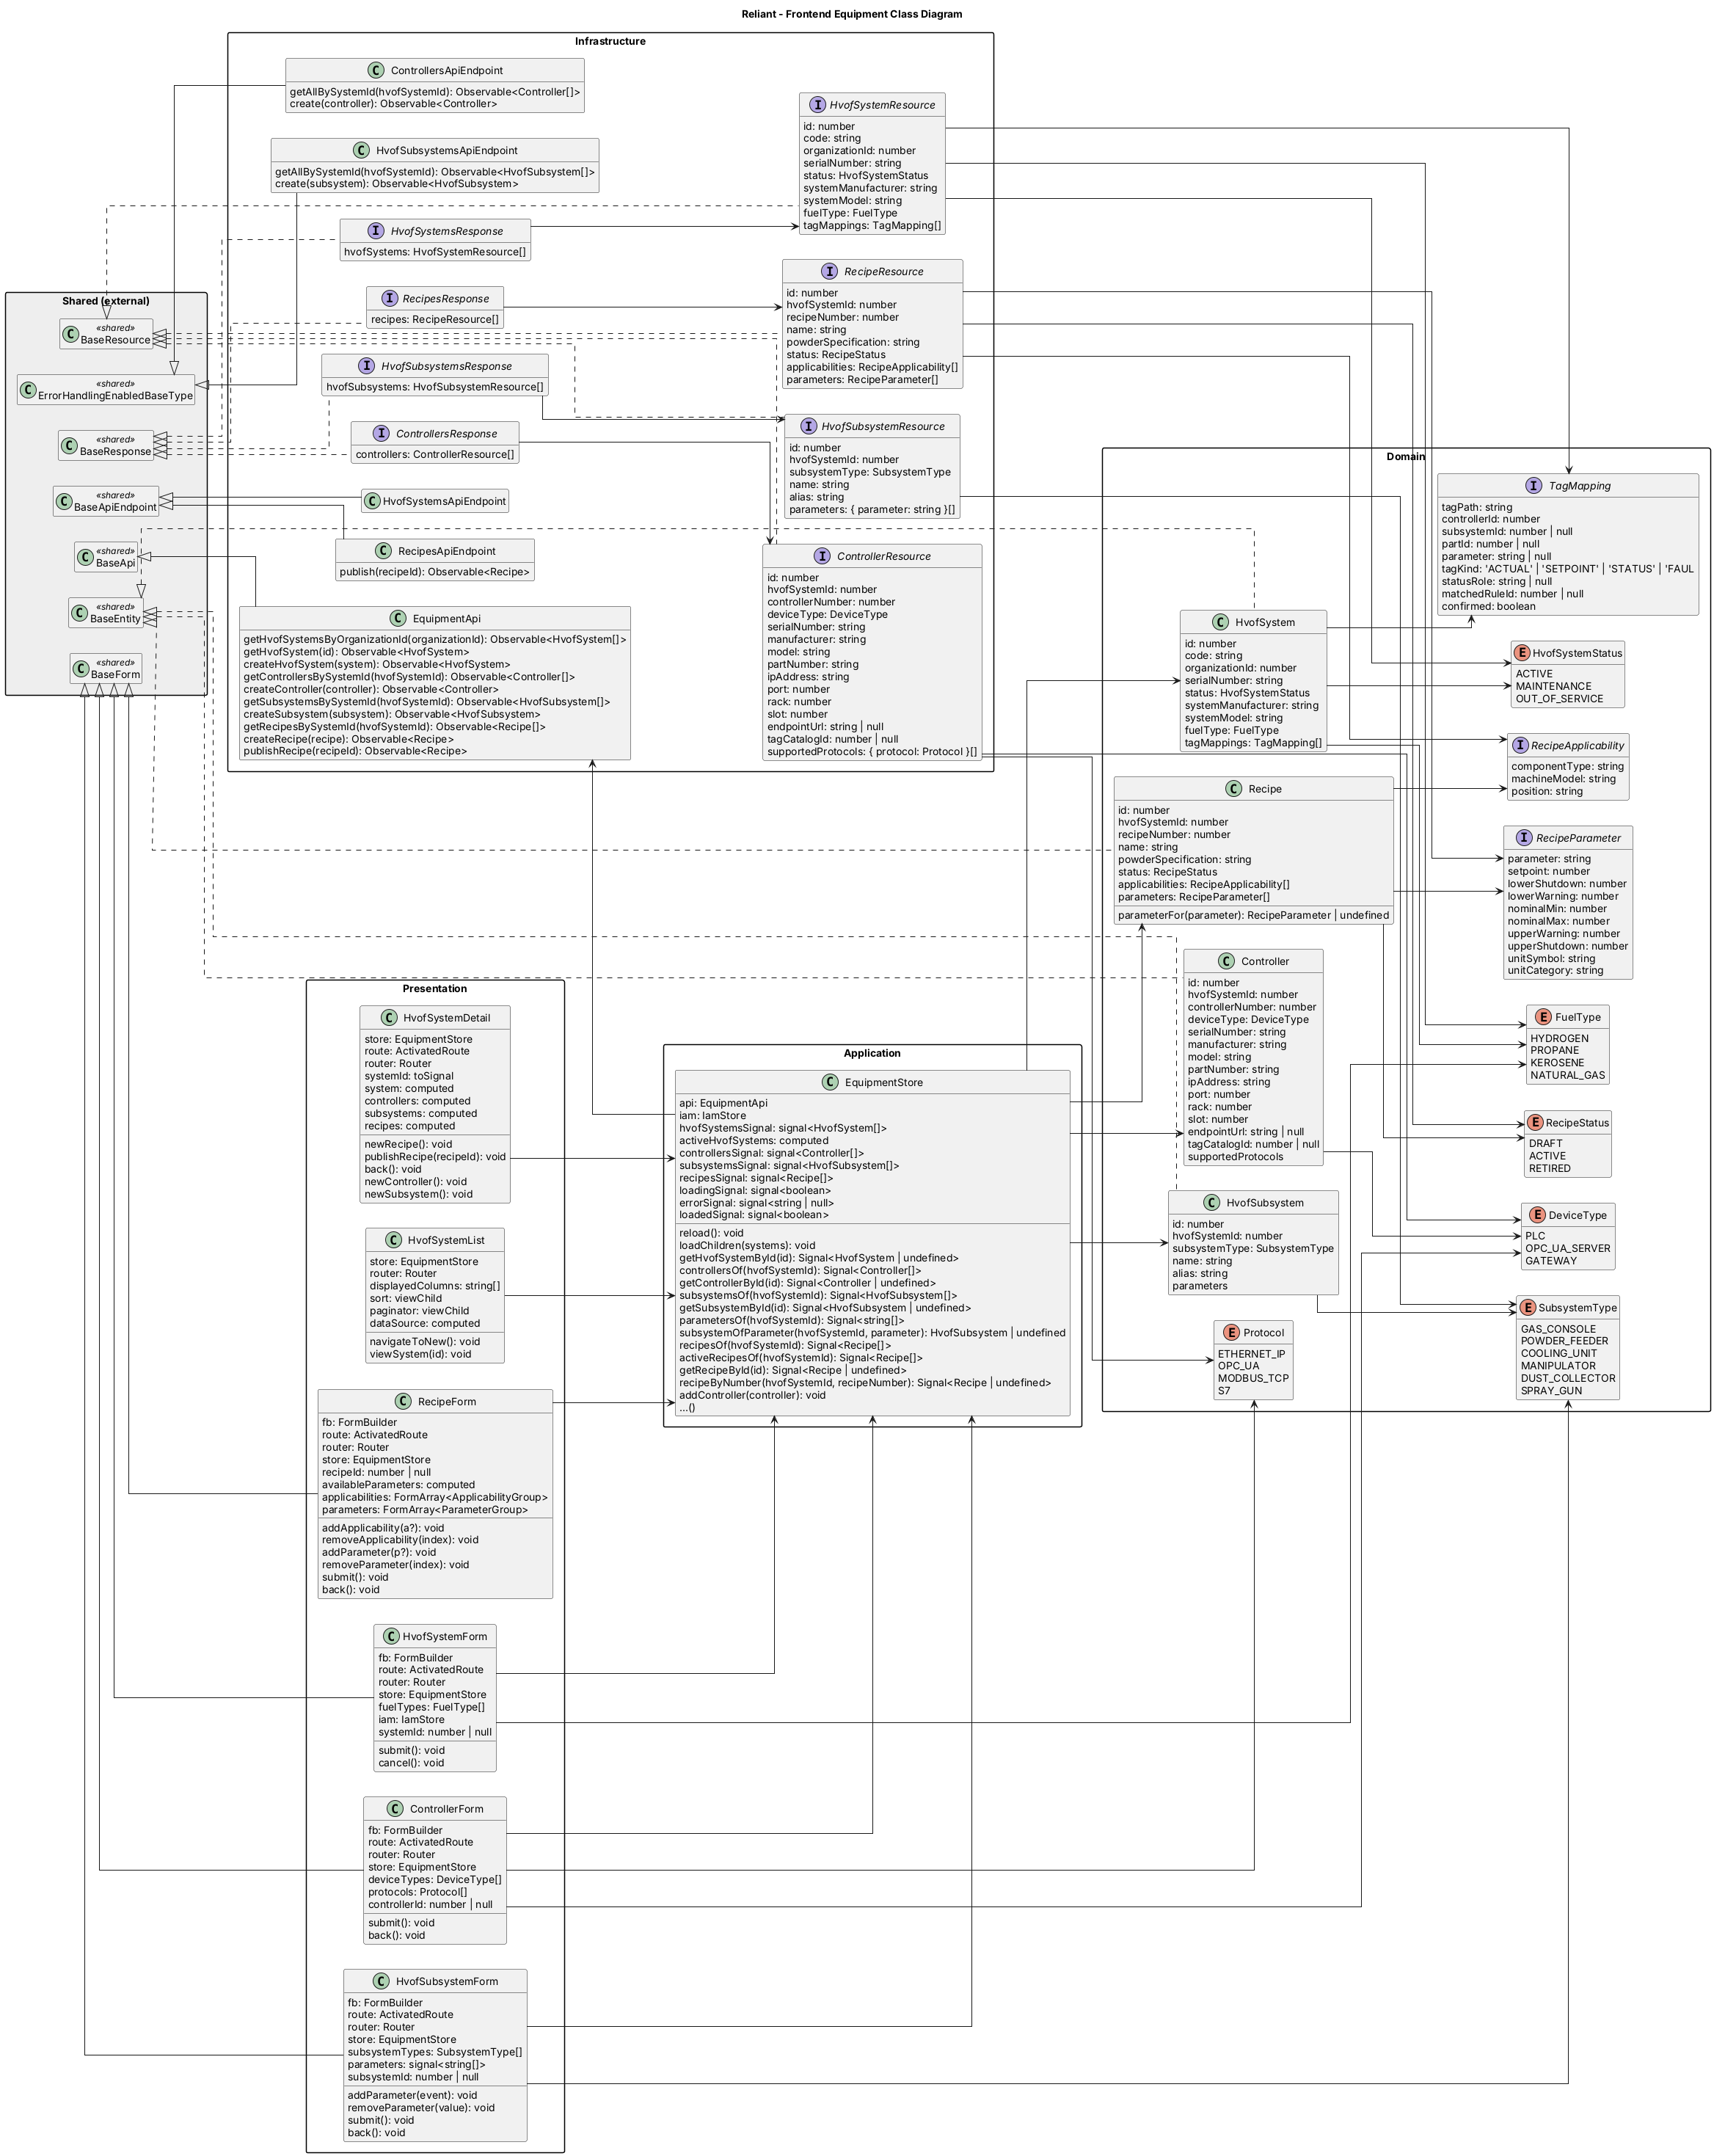 Reliant - Frontend Equipment Class Diagram
Infrastructure
C ControllersApiEndpoint
getAllBySystemId(hvofSystemId): Observable<Controller[]>
create(controller): Observable<Controller>
C HvofSubsystemsApiEndpoint
getAllBySystemId(hvofSystemId): Observable<HvofSubsystem[]>
create(subsystem): Observable<HvofSubsystem>
I HvofSystemsResponse
hvofSystems: HvofSystemResource[]
I RecipesResponse
recipes: RecipeResource[]
I HvofSubsystemsResponse
hvofSubsystems: HvofSubsystemResource[]
I ControllersResponse
controllers: ControllerResource[]
C HvofSystemsApiEndpoint
C RecipesApiEndpoint
publish(recipeId): Observable<Recipe>
C EquipmentApi
getHvofSystemsByOrganizationId(organizationId): Observable<HvofSystem[]>
getHvofSystem(id): Observable<HvofSystem>
createHvofSystem(system): Observable<HvofSystem>
getControllersBySystemId(hvofSystemId): Observable<Controller[]>
createController(controller): Observable<Controller>
getSubsystemsBySystemId(hvofSystemId): Observable<HvofSubsystem[]>
createSubsystem(subsystem): Observable<HvofSubsystem>
getRecipesBySystemId(hvofSystemId): Observable<Recipe[]>
createRecipe(recipe): Observable<Recipe>
publishRecipe(recipeId): Observable<Recipe>
I HvofSystemResource
id: number
code: string
organizationId: number
serialNumber: string
status: HvofSystemStatus
systemManufacturer: string
systemModel: string
fuelType: FuelType
tagMappings: TagMapping[]
I RecipeResource
id: number
hvofSystemId: number
recipeNumber: number
name: string
powderSpecification: string
status: RecipeStatus
applicabilities: RecipeApplicability[]
parameters: RecipeParameter[]
I HvofSubsystemResource
id: number
hvofSystemId: number
subsystemType: SubsystemType
name: string
alias: string
parameters: { parameter: string }[]
I ControllerResource
id: number
hvofSystemId: number
controllerNumber: number
deviceType: DeviceType
serialNumber: string
manufacturer: string
model: string
partNumber: string
ipAddress: string
port: number
rack: number
slot: number
endpointUrl: string | null
tagCatalogId: number | null
supportedProtocols: { protocol: Protocol }[]
Shared (external)
C «shared»
BaseResource
C «shared»
ErrorHandlingEnabledBaseType
C «shared»
BaseResponse
C «shared»
BaseApiEndpoint
C «shared»
BaseApi
C «shared»
BaseEntity
C «shared»
BaseForm
Domain
I TagMapping
tagPath: string
controllerId: number
subsystemId: number | null
partId: number | null
parameter: string | null
tagKind: 'ACTUAL' | 'SETPOINT' | 'STATUS' | 'FAUL
statusRole: string | null
matchedRuleId: number | null
confirmed: boolean
C HvofSystem
id: number
code: string
organizationId: number
serialNumber: string
status: HvofSystemStatus
systemManufacturer: string
systemModel: string
fuelType: FuelType
tagMappings: TagMapping[]
E HvofSystemStatus
ACTIVE
MAINTENANCE
OUT_OF_SERVICE
I RecipeApplicability
componentType: string
machineModel: string
position: string
C Recipe
id: number
hvofSystemId: number
recipeNumber: number
name: string
powderSpecification: string
status: RecipeStatus
applicabilities: RecipeApplicability[]
parameters: RecipeParameter[]
parameterFor(parameter): RecipeParameter | undefined
I RecipeParameter
parameter: string
setpoint: number
lowerShutdown: number
lowerWarning: number
nominalMin: number
nominalMax: number
upperWarning: number
upperShutdown: number
unitSymbol: string
unitCategory: string
C Controller
id: number
hvofSystemId: number
controllerNumber: number
deviceType: DeviceType
serialNumber: string
manufacturer: string
model: string
partNumber: string
ipAddress: string
port: number
rack: number
slot: number
endpointUrl: string | null
tagCatalogId: number | null
supportedProtocols
E FuelType
HYDROGEN
PROPANE
KEROSENE
NATURAL_GAS
E RecipeStatus
DRAFT
ACTIVE
RETIRED
C HvofSubsystem
id: number
hvofSystemId: number
subsystemType: SubsystemType
name: string
alias: string
parameters
E DeviceType
PLC
OPC_UA_SERVER
GATEWAY
E SubsystemType
GAS_CONSOLE
POWDER_FEEDER
COOLING_UNIT
MANIPULATOR
DUST_COLLECTOR
SPRAY_GUN
E Protocol
ETHERNET_IP
OPC_UA
MODBUS_TCP
S7
Presentation
C HvofSystemDetail
store: EquipmentStore
route: ActivatedRoute
router: Router
systemId: toSignal
system: computed
controllers: computed
subsystems: computed
recipes: computed
newRecipe(): void
publishRecipe(recipeId): void
back(): void
newController(): void
newSubsystem(): void
C HvofSystemList
store: EquipmentStore
router: Router
displayedColumns: string[]
sort: viewChild
paginator: viewChild
dataSource: computed
navigateToNew(): void
viewSystem(id): void
C RecipeForm
fb: FormBuilder
route: ActivatedRoute
router: Router
store: EquipmentStore
recipeId: number | null
availableParameters: computed
applicabilities: FormArray<ApplicabilityGroup>
parameters: FormArray<ParameterGroup>
addApplicability(a?): void
removeApplicability(index): void
addParameter(p?): void
removeParameter(index): void
submit(): void
back(): void
C HvofSystemForm
fb: FormBuilder
route: ActivatedRoute
router: Router
store: EquipmentStore
fuelTypes: FuelType[]
iam: IamStore
systemId: number | null
submit(): void
cancel(): void
C ControllerForm
fb: FormBuilder
route: ActivatedRoute
router: Router
store: EquipmentStore
deviceTypes: DeviceType[]
protocols: Protocol[]
controllerId: number | null
submit(): void
back(): void
C HvofSubsystemForm
fb: FormBuilder
route: ActivatedRoute
router: Router
store: EquipmentStore
subsystemTypes: SubsystemType[]
parameters: signal<string[]>
subsystemId: number | null
addParameter(event): void
removeParameter(value): void
submit(): void
back(): void
Application
C EquipmentStore
api: EquipmentApi
iam: IamStore
hvofSystemsSignal: signal<HvofSystem[]>
activeHvofSystems: computed
controllersSignal: signal<Controller[]>
subsystemsSignal: signal<HvofSubsystem[]>
recipesSignal: signal<Recipe[]>
loadingSignal: signal<boolean>
errorSignal: signal<string | null>
loadedSignal: signal<boolean>
reload(): void
loadChildren(systems): void
getHvofSystemById(id): Signal<HvofSystem | undefined>
controllersOf(hvofSystemId): Signal<Controller[]>
getControllerById(id): Signal<Controller | undefined>
subsystemsOf(hvofSystemId): Signal<HvofSubsystem[]>
getSubsystemById(id): Signal<HvofSubsystem | undefined>
parametersOf(hvofSystemId): Signal<string[]>
subsystemOfParameter(hvofSystemId, parameter): HvofSubsystem | undefined
recipesOf(hvofSystemId): Signal<Recipe[]>
activeRecipesOf(hvofSystemId): Signal<Recipe[]>
getRecipeById(id): Signal<Recipe | undefined>
recipeByNumber(hvofSystemId, recipeNumber): Signal<Recipe | undefined>
addController(controller): void
...()